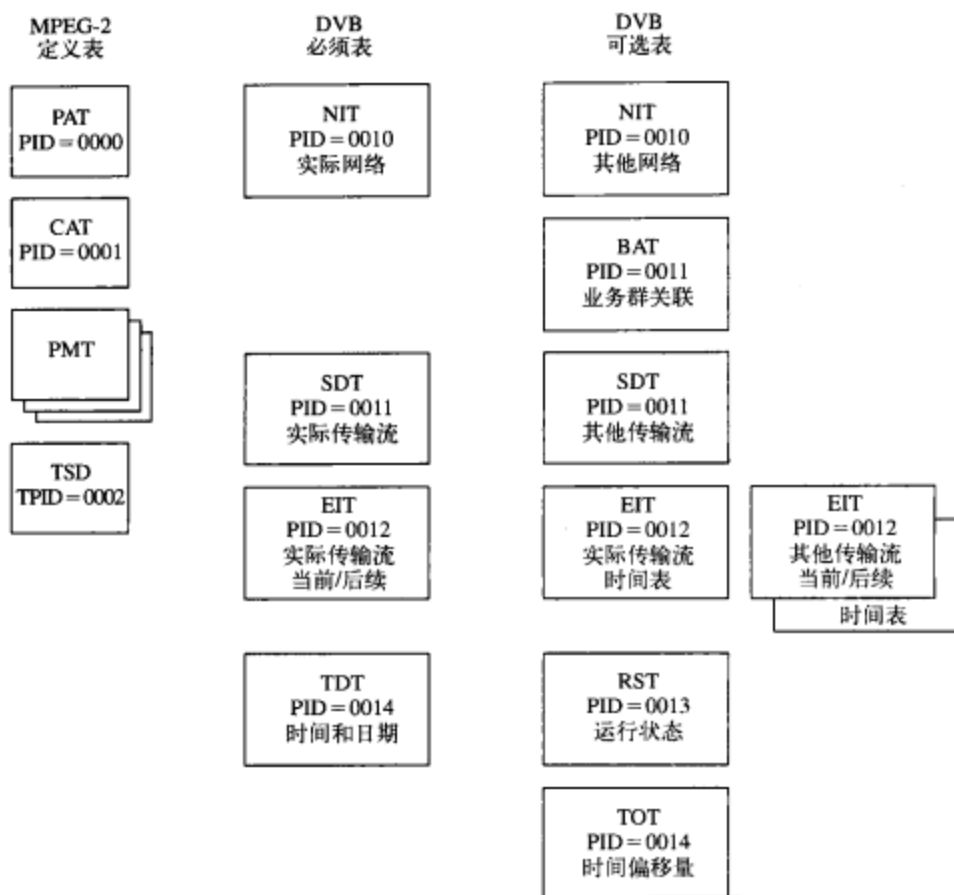 MPEG-2
定义表
DVB
必须表
DVB
可选表
PAT
PID=0000
NIT
PID=0010
实际网络
NIT
PID=0010
其他网络
CAT
PID=0001
BAT
PID=0011
业务群关联
PMT
SDT
PID=0011
实际传输流
SDT
PID=0011
其他传输流
TSD
TPID=0002
EIT
PID=0012
实际传输流
当前/后续
EIT
PID=0012
实际传输流
时间表
EIT
PID=0012
其他传输流
当前/后续
时间表
TDT
PID=0014
时间和日期
RST
PID=0013
运行状态
TOT
PID=0014
时间偏移量